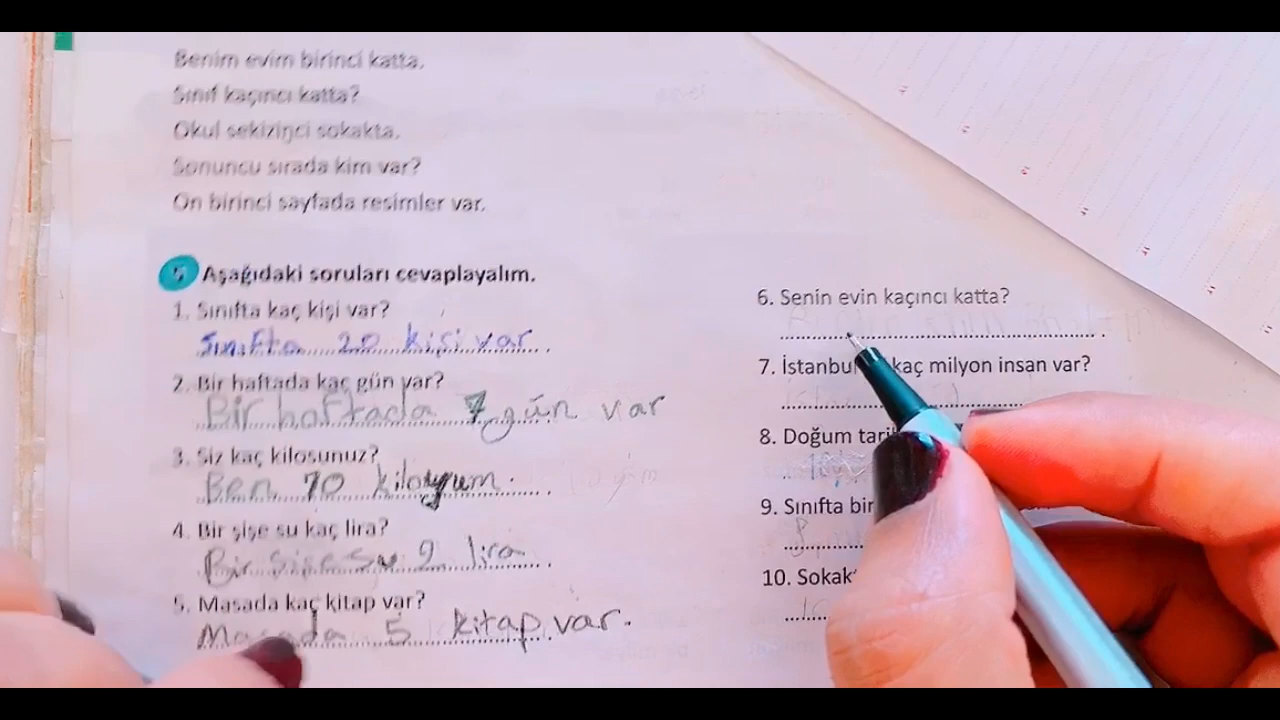 Benim evim birinci katta.
Sınıf kaçıncı katta?
Okul sekizinci sokakta.
Sonuncu sırada kim var?
On birinci sayfada resimler var.
5 Aşağıdaki soruları cevaplayalım.
1. Sınıfta kaç kişi var?
Sınıfta 20 kişi var.
2. Bir haftada kaç gün var?
Bir haftada 7 gün var
3. Siz kaç kilosunuz?
Ben 70 kiloyum.
4. Bir şişe su kaç lira?
Bir şişe su 2 lira.
5. Masada kaç kitap var?
Masada 5 kitap var.
6. Senin evin kaçıncı katta?
7. İstanbul kaç milyon insan var?
8. Doğum
9. Sınıfta
10.